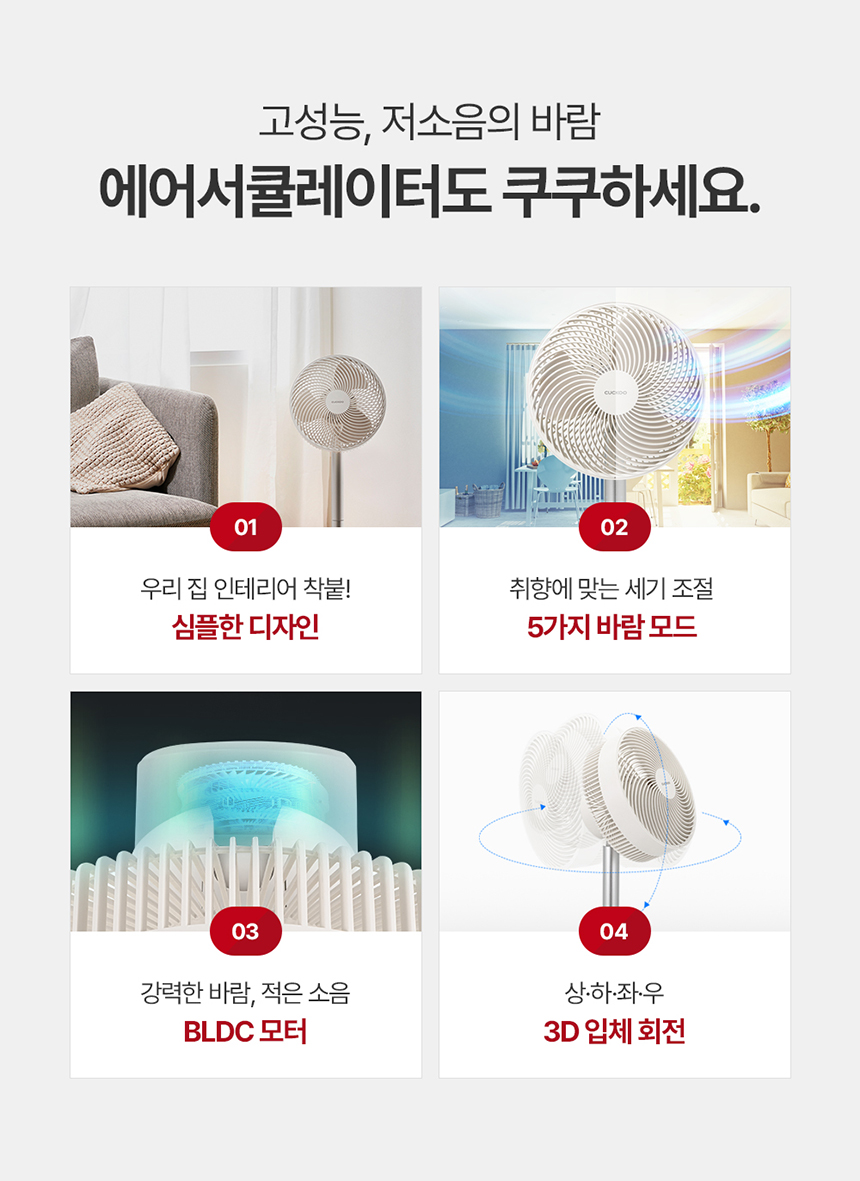 고성능, 저소음의 바람
에어서큘레이터도 쿠쿠하세요.
CUCKOO
01
02
우리 집 인테리어 착붙!
심플한 디자인
취향에 맞는 세기 조절
5가지 바람 모드
03
04
강력한 바람, 적은 소음
BLDC 모터
상·하·좌·우
3D 입체 회전